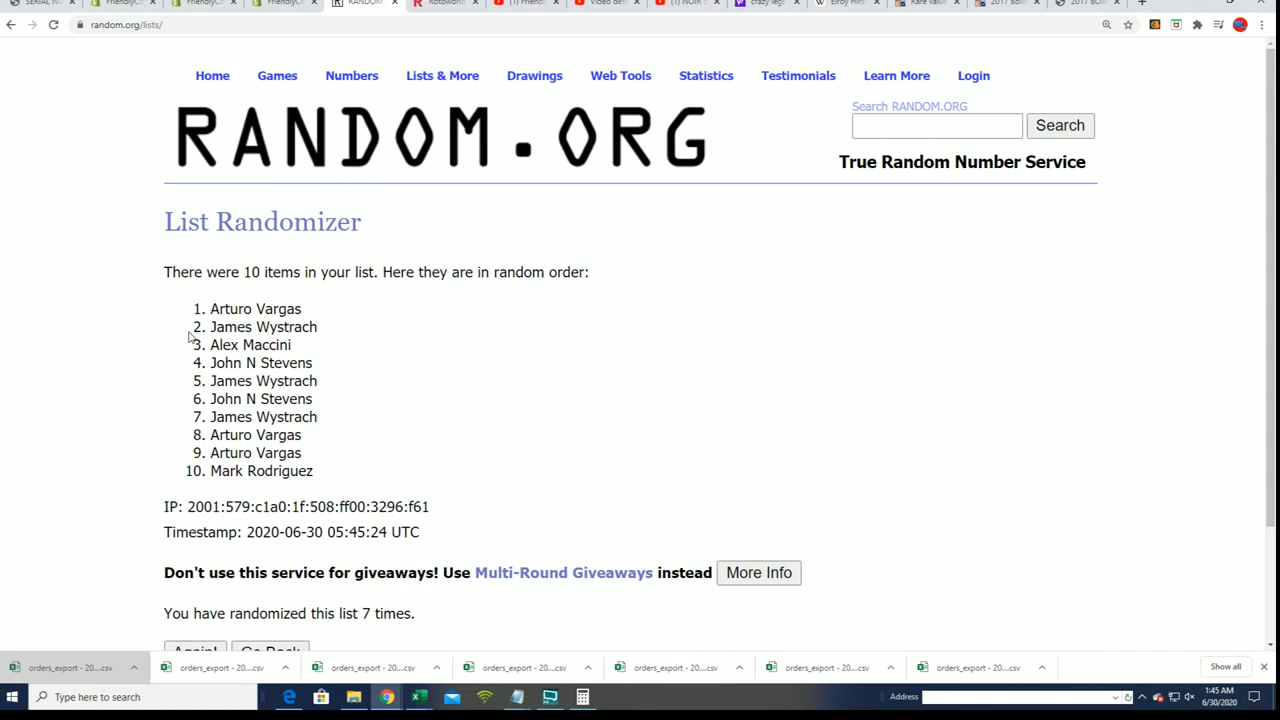 random.org/lists/
Home Games Numbers Lists & More Drawings Web Tools Statistics Testimonials Learn More Login
RANDOM.ORG
Search RANDOM.ORG
Search
True Random Number Service
List Randomizer
There were 10 items in your list. Here they are in random order:
1. Arturo Vargas
2. James Wystrach
3. Alex Maccini
4. John N Stevens
5. James Wystrach
6. John N Stevens
7. James Wystrach
8. Arturo Vargas
9. Arturo Vargas
10. Mark Rodriguez
IP: 2001:579:c1a0:1f:508:ff00:3296:f61
Timestamp: 2020-06-30 05:45:24 UTC
Don't use this service for giveaways! Use Multi-Round Giveaways instead More Info
You have randomized this list 7 times.
Again! Go Back
orders_export - 20....csv orders_export - 20....csv orders_export - 20....csv orders_export - 20....csv orders_export - 20....csv orders_export - 20....csv orders_export - 20....csv Show all
Type here to search
Address
1:45 AM
6/30/2020